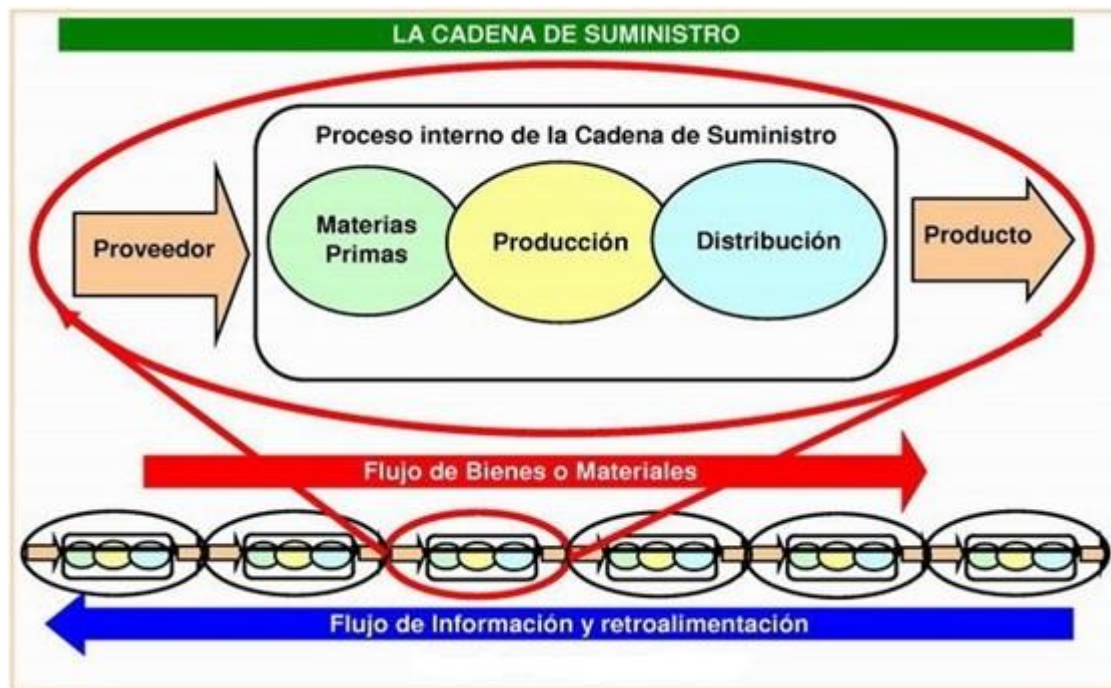 LA CADENA DE SUMINISTRO
Proceso interno de la Cadena de Suministro
Proveedor
Materias
Primas
Producción
Distribución
Producto
Flujo de Bienes o Materiales
Flujo de Información y retroalimentación